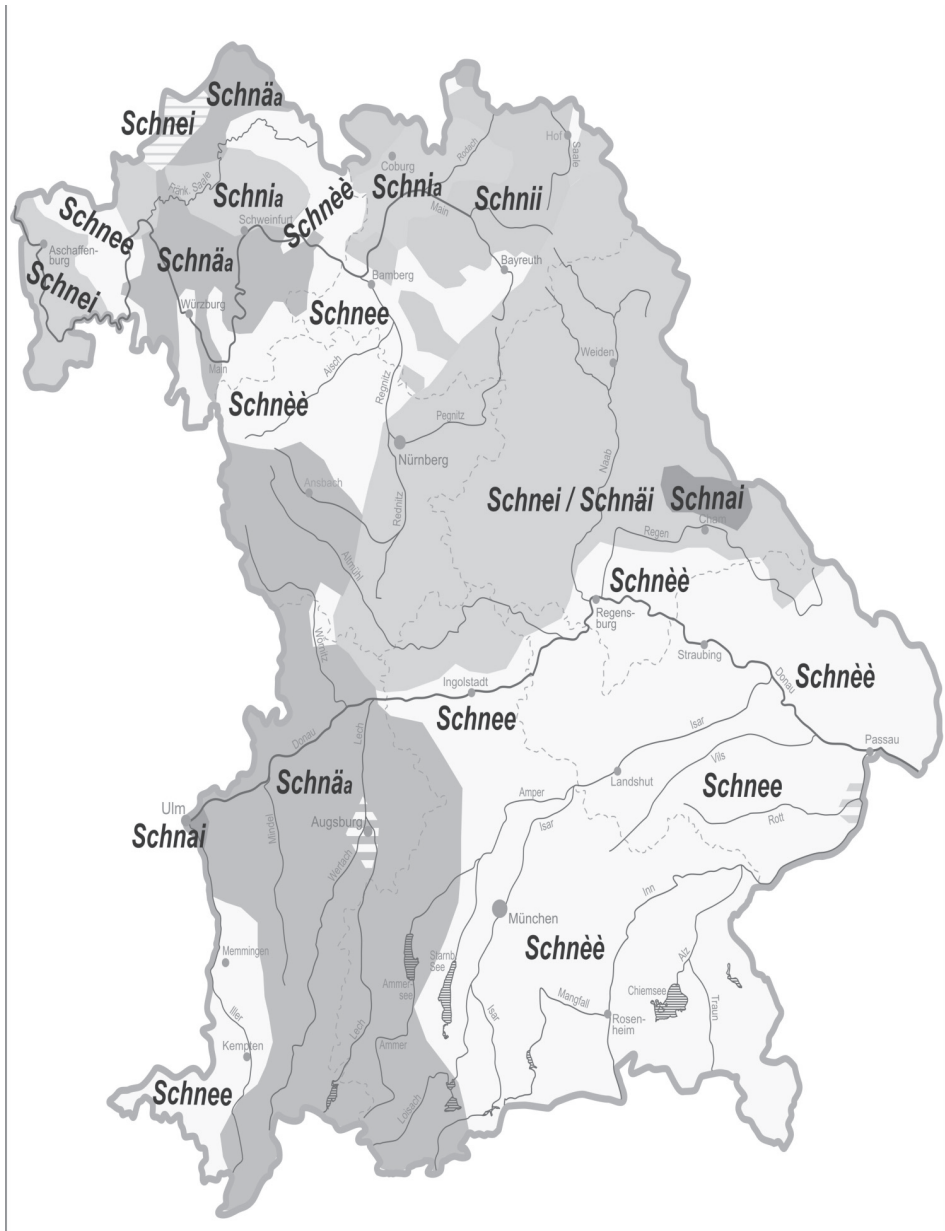 Schnäa
Schnei
Hof
Saale
Rodach
Coburg
Fränk. Saale
Schnia
Schnia
Schnii
Main
Schnèè
Schweinfurt
Schnee
Aschaffen-
burg
Schnäa
Schnei
Bayreuth
Bamberg
Würzburg
Schnee
Main
Aisch
Regnitz
Weiden
Schnèè
Pegnitz
Nürnberg
Naab
Ansbach
Rednitz
Schnei / Schnäi
Schnai
Cham
Regen
Altmühl
Schnèè
Regens-
burg
Wörnitz
Straubing
Schnèè
Donau
Ingolstadt
Schnee
Isar
Donau
Lech
Passau
Vils
Landshut
Schnäa
Amper
Schnee
Ulm
Schnai
Mindel
Augsburg
Isar
Rott
Wertach
Inn
München
Schnèè
Memmingen
Starnb.
See
Ammer-
see
Alz
Chiemsee
Mangfall
Traun
Iller
Isar
Rosen-
heim
Lech
Kempten
Ammer
Schnee
Loisach